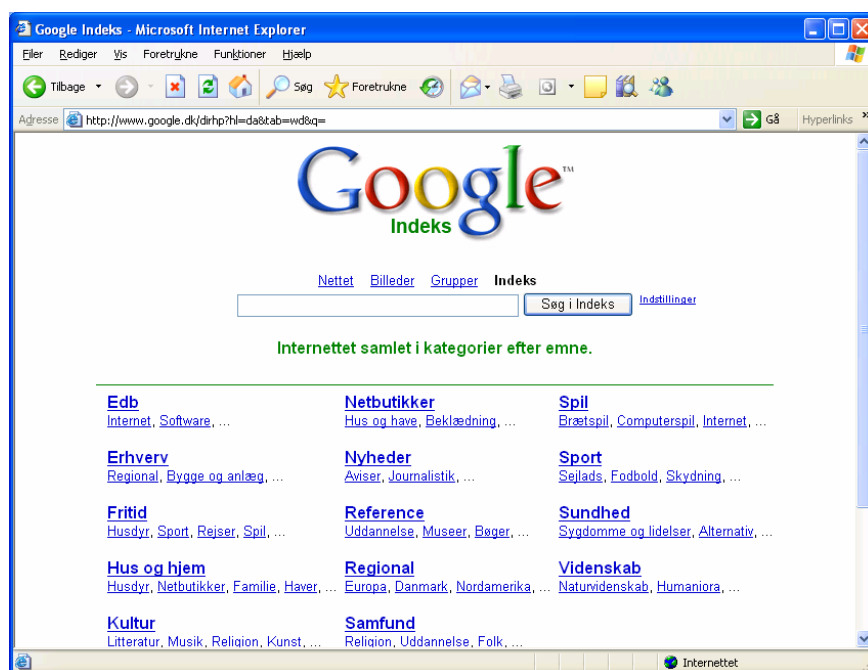 Google Indeks - Microsoft Internet Explorer
Filer Rediger Vis Foretrukne Funktioner Hjælp
Tilbage Søg Foretrukne
Adresse http://www.google.dk/dirhp?hl=da&tab=wd&q= Gå Hyperlinks »
Google™
Indeks
Nettet Billeder Grupper Indeks
Søg i Indeks Indstillinger
Internettet samlet i kategorier efter emne.
Edb Netbutikker Spil
Internet, Software, ... Hus og have, Beklædning, ... Brætspil, Computerspil, Internet, ...
Erhverv Nyheder Sport
Regional, Bygge og anlæg, ... Aviser, Journalistik, ... Sejlads, Fodbold, Skydning, ...
Fritid Reference Sundhed
Husdyr, Sport, Rejser, Spil, ... Uddannelse, Museer, Bøger, ... Sygdomme og lidelser, Alternativ, ...
Hus og hjem Regional Videnskab
Husdyr, Netbutikker, Familie, Haver, ... Europa, Danmark, Nordamerika, ... Naturvidenskab, Humaniora, ...
Kultur Samfund
Litteratur, Musik, Religion, Kunst, ... Religion, Uddannelse, Folk, ...
Internettet